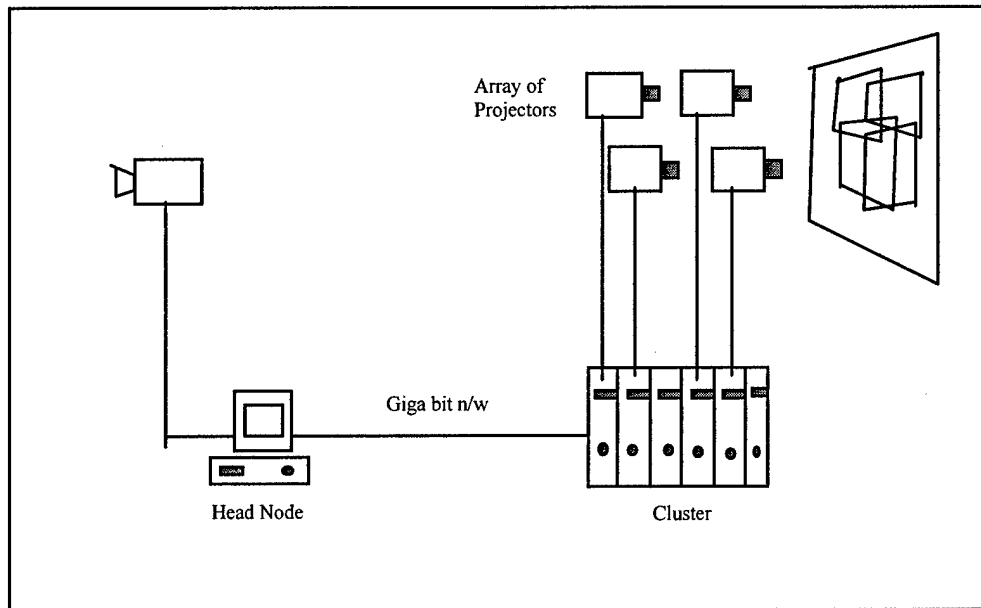 Array of
Projectors
Giga bit n/w
Head Node
Cluster